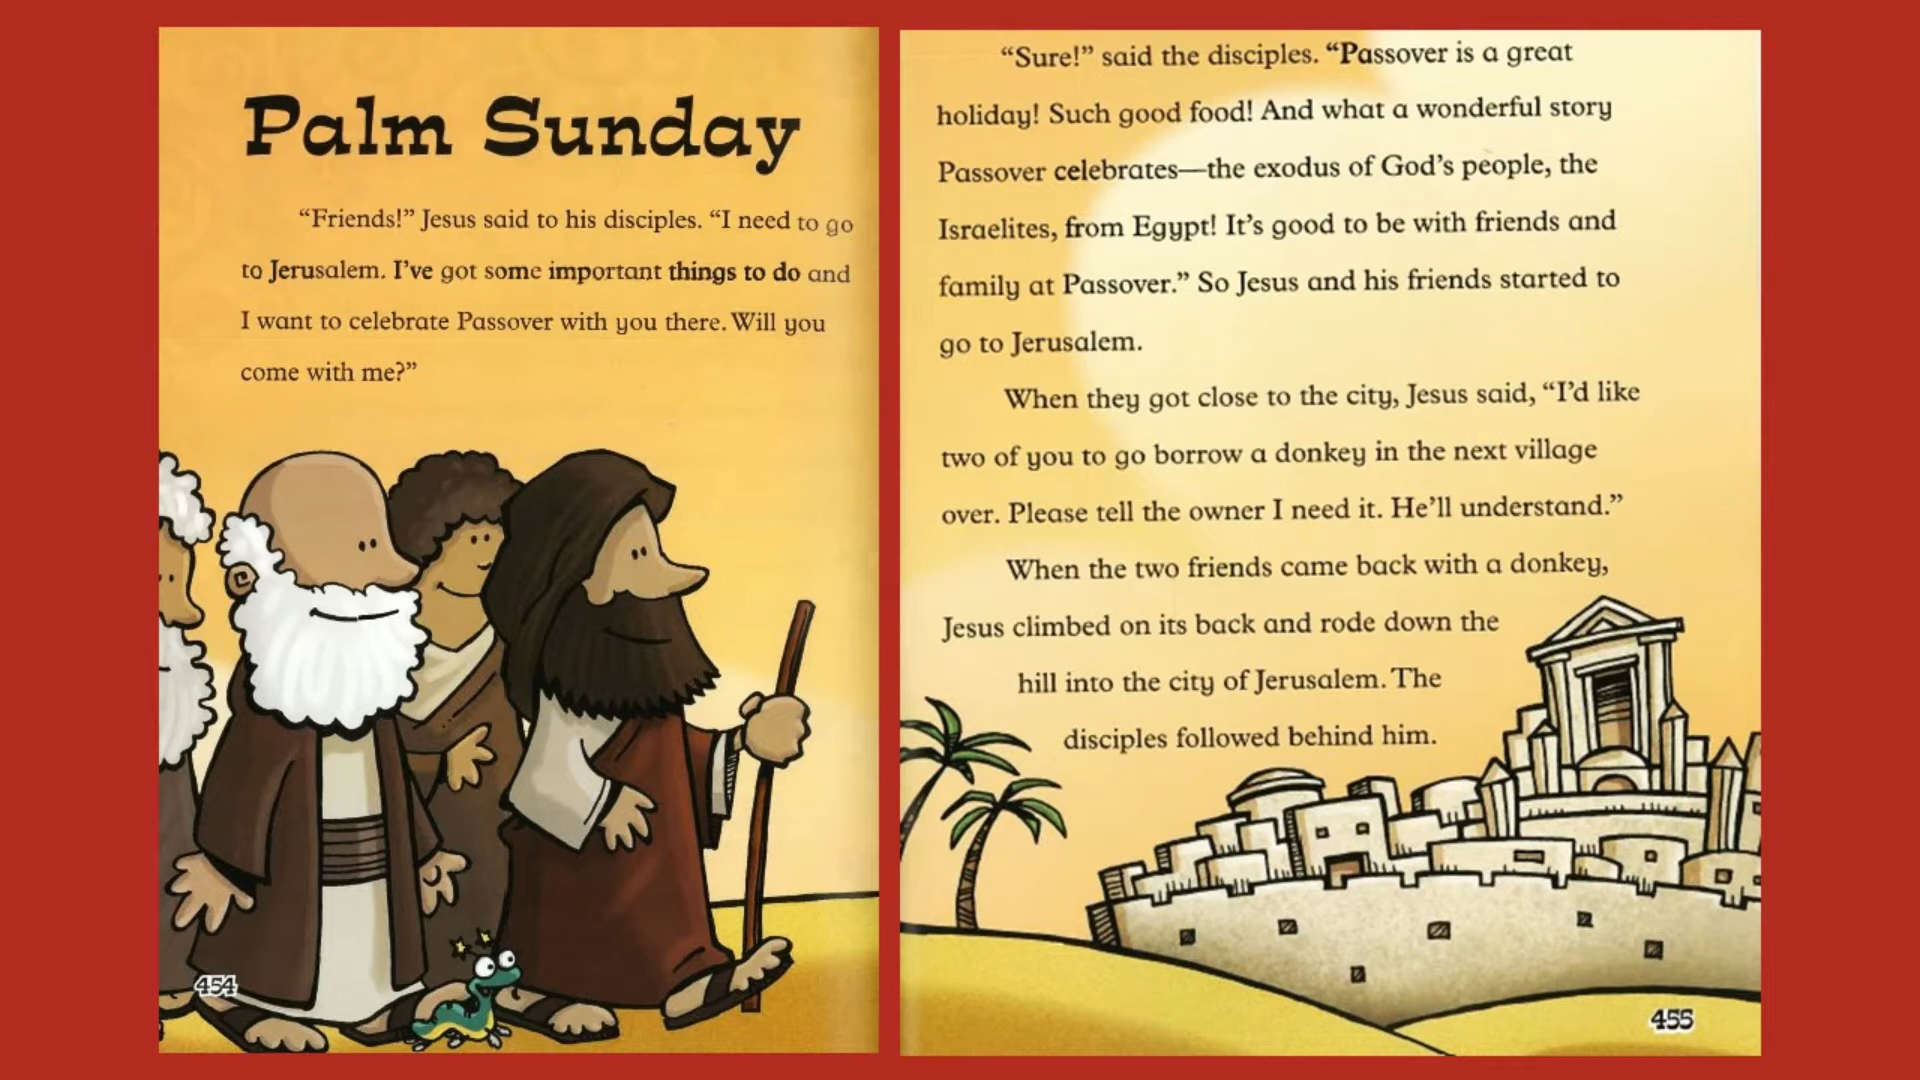 Palm Sunday
“Friends!” Jesus said to his disciples. “I need to go
to Jerusalem. I’ve got some important things to do and
I want to celebrate Passover with you there. Will you
come with me?”
454
“Sure!” said the disciples. “Passover is a great
holiday! Such good food! And what a wonderful story
Passover celebrates—the exodus of God’s people, the
Israelites, from Egypt! It’s good to be with friends and
family at Passover.” So Jesus and his friends started to
go to Jerusalem.
When they got close to the city, Jesus said, “I’d like
two of you to go borrow a donkey in the next village
over. Please tell the owner I need it. He’ll understand.”
When the two friends came back with a donkey,
Jesus climbed on its back and rode down the
hill into the city of Jerusalem. The
disciples followed behind him.
455